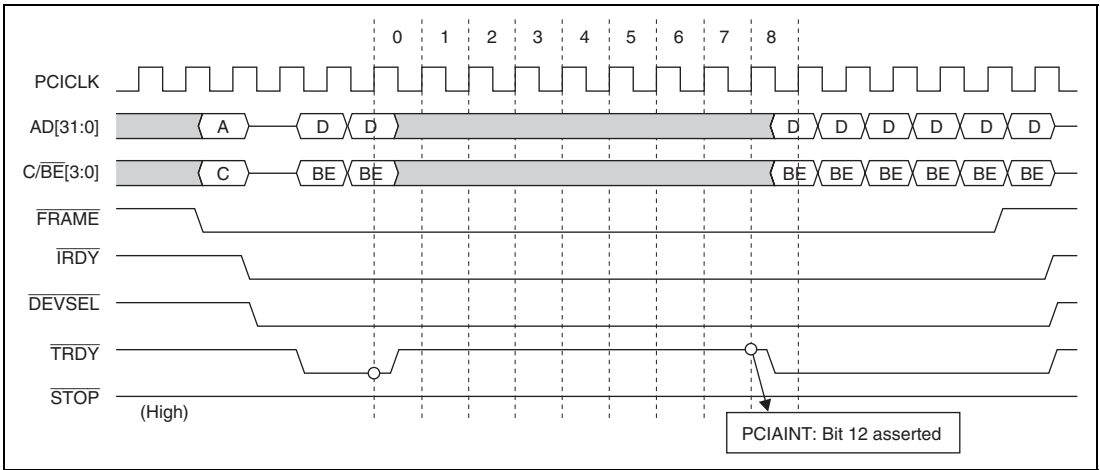 0 1 2 3 4 5 6 7 8
PCICLK
AD[31:0] A D D D D D D D D
C/BE[3:0] C BE BE BE BE BE BE BE BE
FRAME
IRDY
DEVSEL
TRDY
STOP
(High)
PCIAINT: Bit 12 asserted